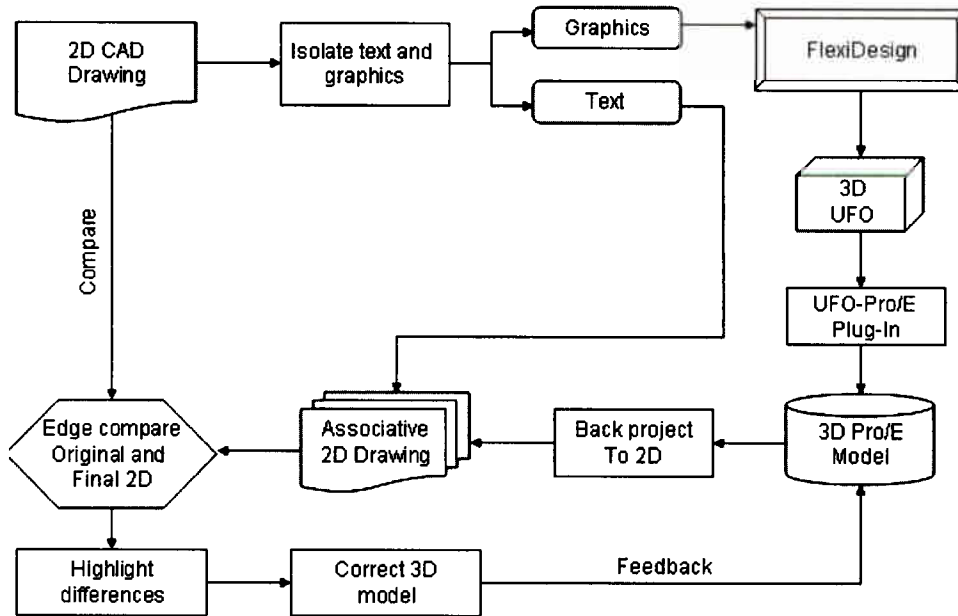 2D CAD
Drawing
Isolate text and
graphics
Graphics
Text
FlexiDesign
3D
UFO
Compare
UFO-Pro/E
Plug-In
Edge compare
Original and
Final 2D
Associative
2D Drawing
Back project
To 2D
3D Pro/E
Model
Highlight
differences
Correct 3D
model
Feedback